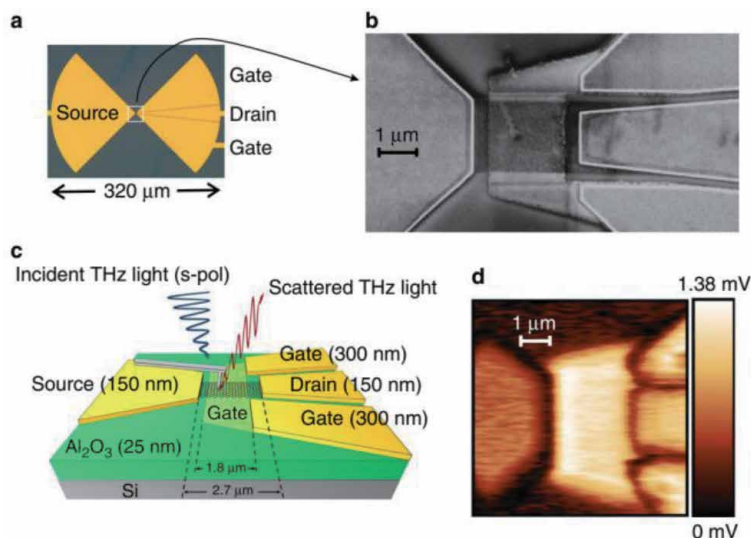 a
Gate
Source
Drain
Gate
320 μm
b
1 μm
c
Incident THz light (s-pol)
Scattered THz light
Gate (300 nm)
Source (150 nm)
Drain (150 nm)
Gate
Gate
(300 nm)
Al₂O₃ (25 nm)
1.8 μm
Si
2.7 μm
d
1.38 mV
1 μm
0 mV